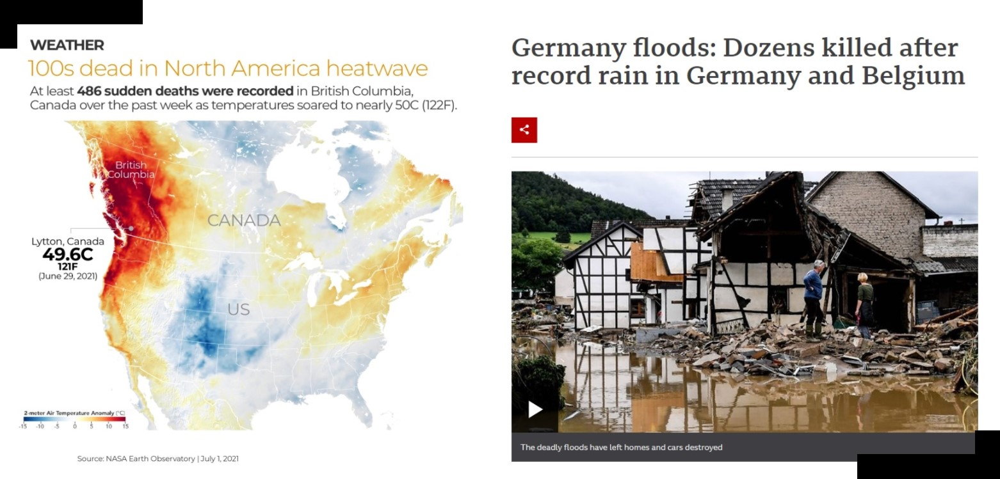 WEATHER
100s dead in North America heatwave
At least 486 sudden deaths were recorded in British Columbia,
Canada over the past week as temperatures soared to nearly 50C (122F).
British
Columbia
CANADA
Lytton, Canada
49.6C
121F
(June 29, 2021)
US
2-meter Air Temperature Anomaly (°C)
-15 -10 -5 0 5 10 15
Source: NASA Earth Observatory | July 1, 2021
Germany floods: Dozens killed after
record rain in Germany and Belgium
The deadly floods have left homes and cars destroyed